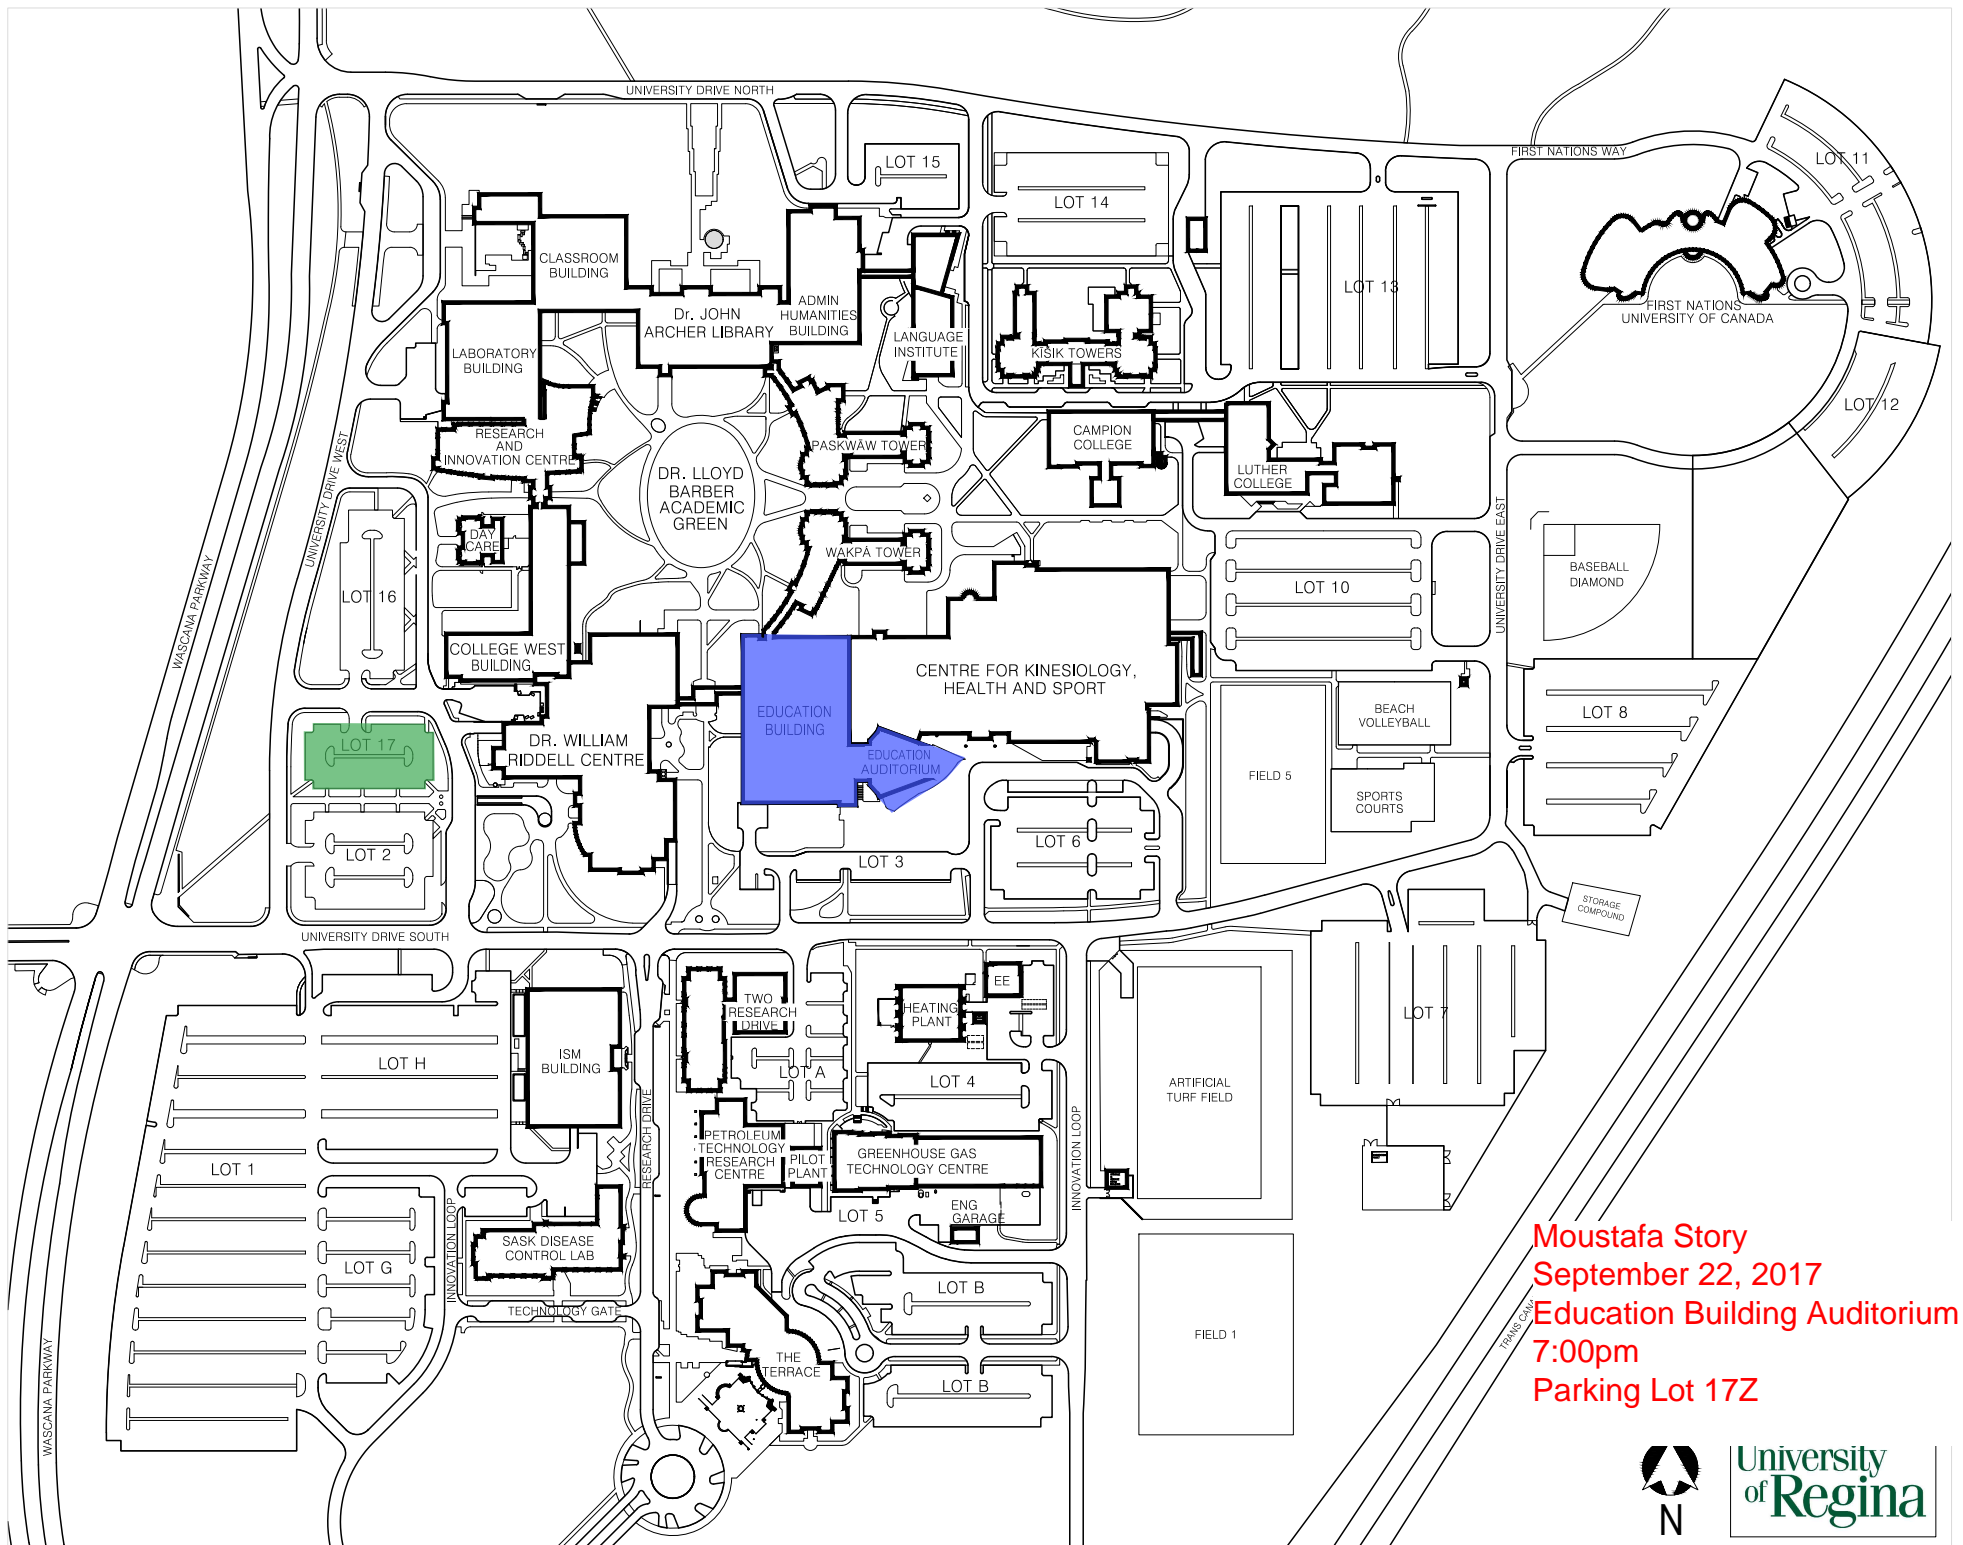 UNIVERSITY DRIVE NORTH
FIRST NATIONS WAY
LOT 15
LOT 11
LOT 14
CLASSROOM
BUILDING
LOT 13
Dr. JOHN
ARCHER LIBRARY
ADMIN
HUMANITIES
BUILDING
FIRST NATIONS
UNIVERSITY OF CANADA
LANGUAGE
INSTITUTE
KĪSIK TOWERS
LABORATORY
BUILDING
LOT 12
RESEARCH
AND
INNOVATION CENTRE
PASKWĀW TOWER
CAMPION
COLLEGE
LUTHER
COLLEGE
DR. LLOYD
BARBER
ACADEMIC
GREEN
UNIVERSITY DRIVE WEST
UNIVERSITY DRIVE EAST
DAY
CARE
WAKPĀ TOWER
BASEBALL
DIAMOND
LOT 16
LOT 10
WASCANA PARKWAY
COLLEGE WEST
BUILDING
CENTRE FOR KINESIOLOGY,
HEALTH AND SPORT
EDUCATION
BUILDING
BEACH
VOLLEYBALL
LOT 8
LOT 17
DR. WILLIAM
RIDDELL CENTRE
EDUCATION
AUDITORIUM
FIELD 5
SPORTS
COURTS
LOT 2
LOT 3
LOT 6
STORAGE
COMPOUND
UNIVERSITY DRIVE SOUTH
TWO
RESEARCH
DRIVE
EE
HEATING
PLANT
LOT 7
LOT H
ISM
BUILDING
LOT A
LOT 4
ARTIFICIAL
TURF FIELD
RESEARCH DRIVE
INNOVATION LOOP
PETROLEUM
TECHNOLOGY
RESEARCH
CENTRE
PILOT
PLANT
GREENHOUSE GAS
TECHNOLOGY CENTRE
LOT 1
LOT 5
ENG
GARAGE
INNOVATION LOOP
SASK DISEASE
CONTROL LAB
LOT G
LOT B
TECHNOLOGY GATE
FIELD 1
THE
TERRACE
LOT B
WASCANA PARKWAY
TRANS CAN
Moustafa Story
September 22, 2017
Education Building Auditorium
7:00pm
Parking Lot 17Z
N
University
of Regina